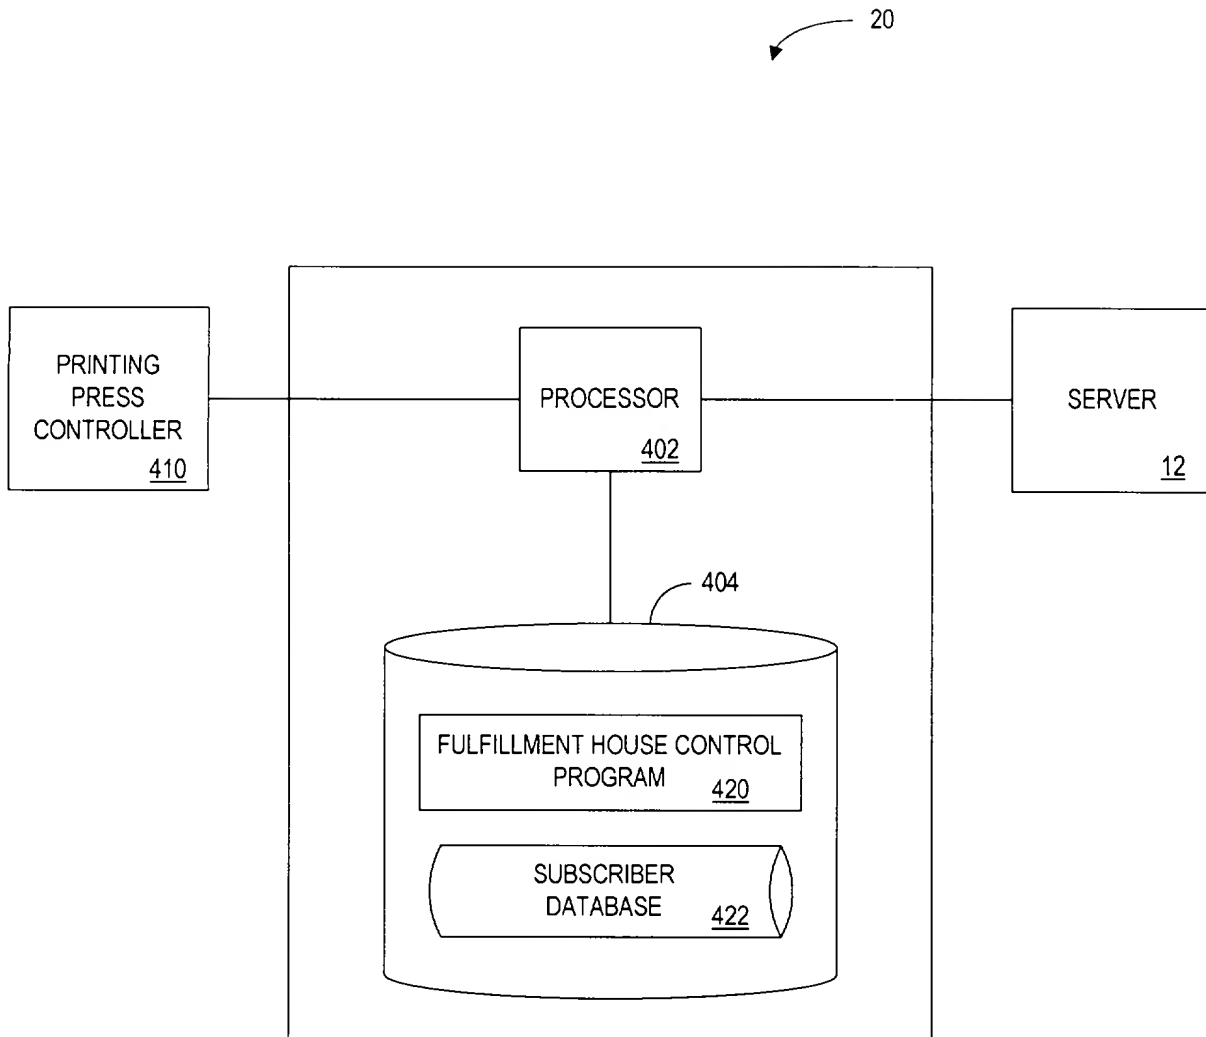 20
PRINTING
PRESS
CONTROLLER
410
PROCESSOR
402
SERVER
12
404
FULFILLMENT HOUSE CONTROL
PROGRAM
420
SUBSCRIBER
DATABASE
422